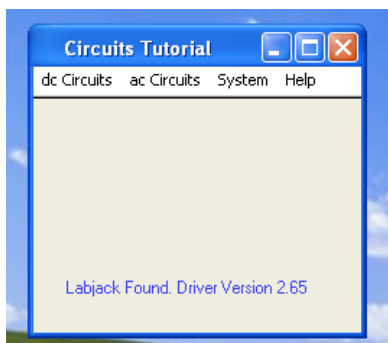 Circuits Tutorial
dc Circuits ac Circuits System Help
Labjack Found. Driver Version 2.65